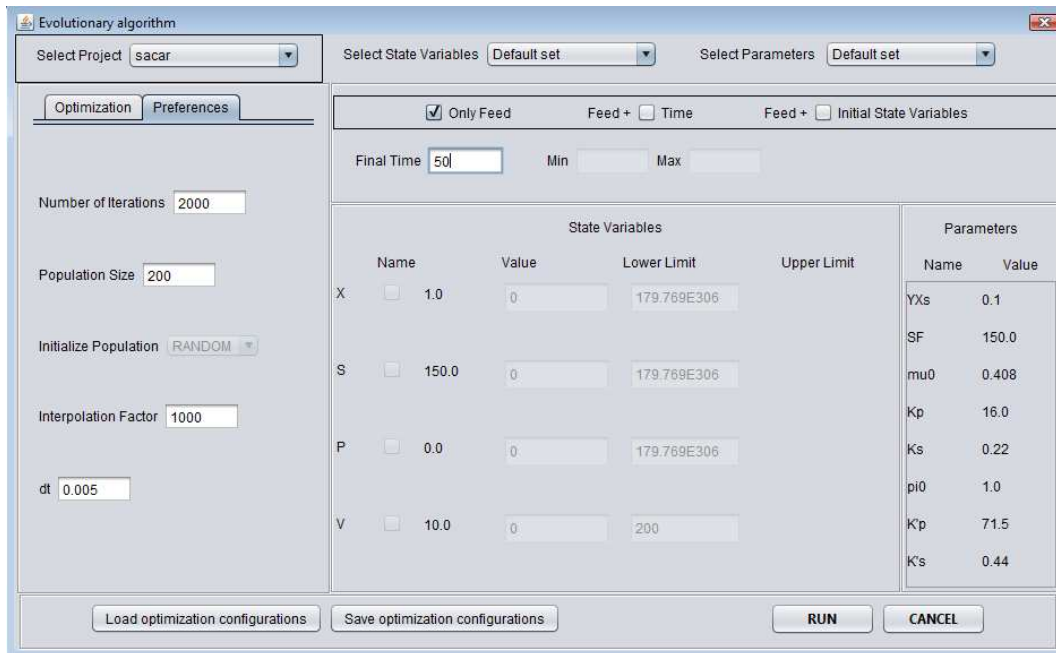 Evolutionary algorithm
Select Project sacar
Select State Variables Default set
Select Parameters Default set
Optimization Preferences
Only Feed Feed + Time Feed + Initial State Variables
Final Time 50 Min Max
Number of Iterations 2000
Population Size 200
Initialize Population RANDOM
Interpolation Factor 1000
dt 0.005
State Variables
Name Value Lower Limit Upper Limit
X 1.0 0 179.769E306
S 150.0 0 179.769E306
P 0.0 0 179.769E306
V 10.0 0 200
Parameters
Name Value
YXs 0.1
SF 150.0
mu0 0.408
Kp 16.0
Ks 0.22
pi0 1.0
K'p 71.5
K's 0.44
Load optimization configurations Save optimization configurations RUN CANCEL